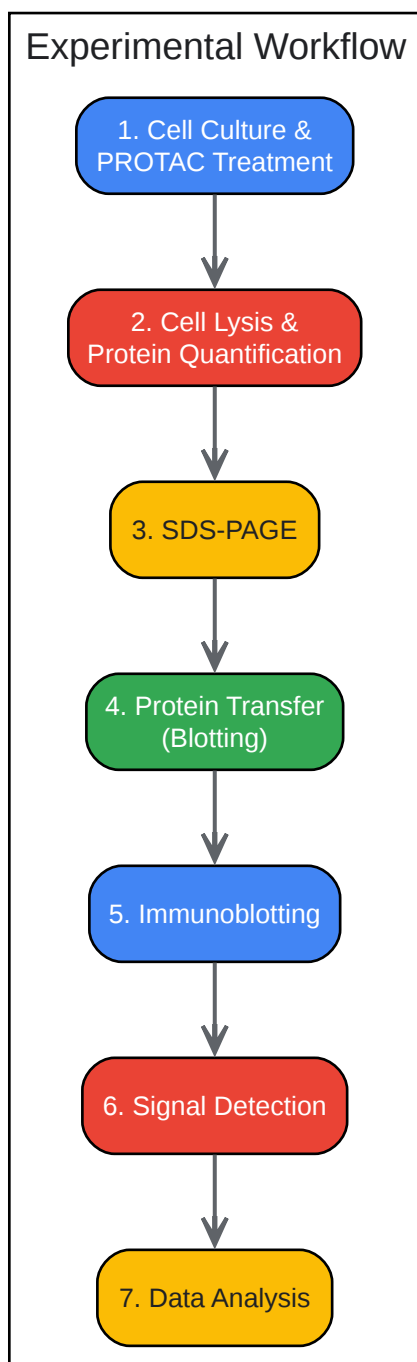 Experimental Workflow
1. Cell Culture &
PROTAC Treatment
2. Cell Lysis &
Protein Quantification
3. SDS-PAGE
4. Protein Transfer
(Blotting)
5. Immunoblotting
6. Signal Detection
7. Data Analysis